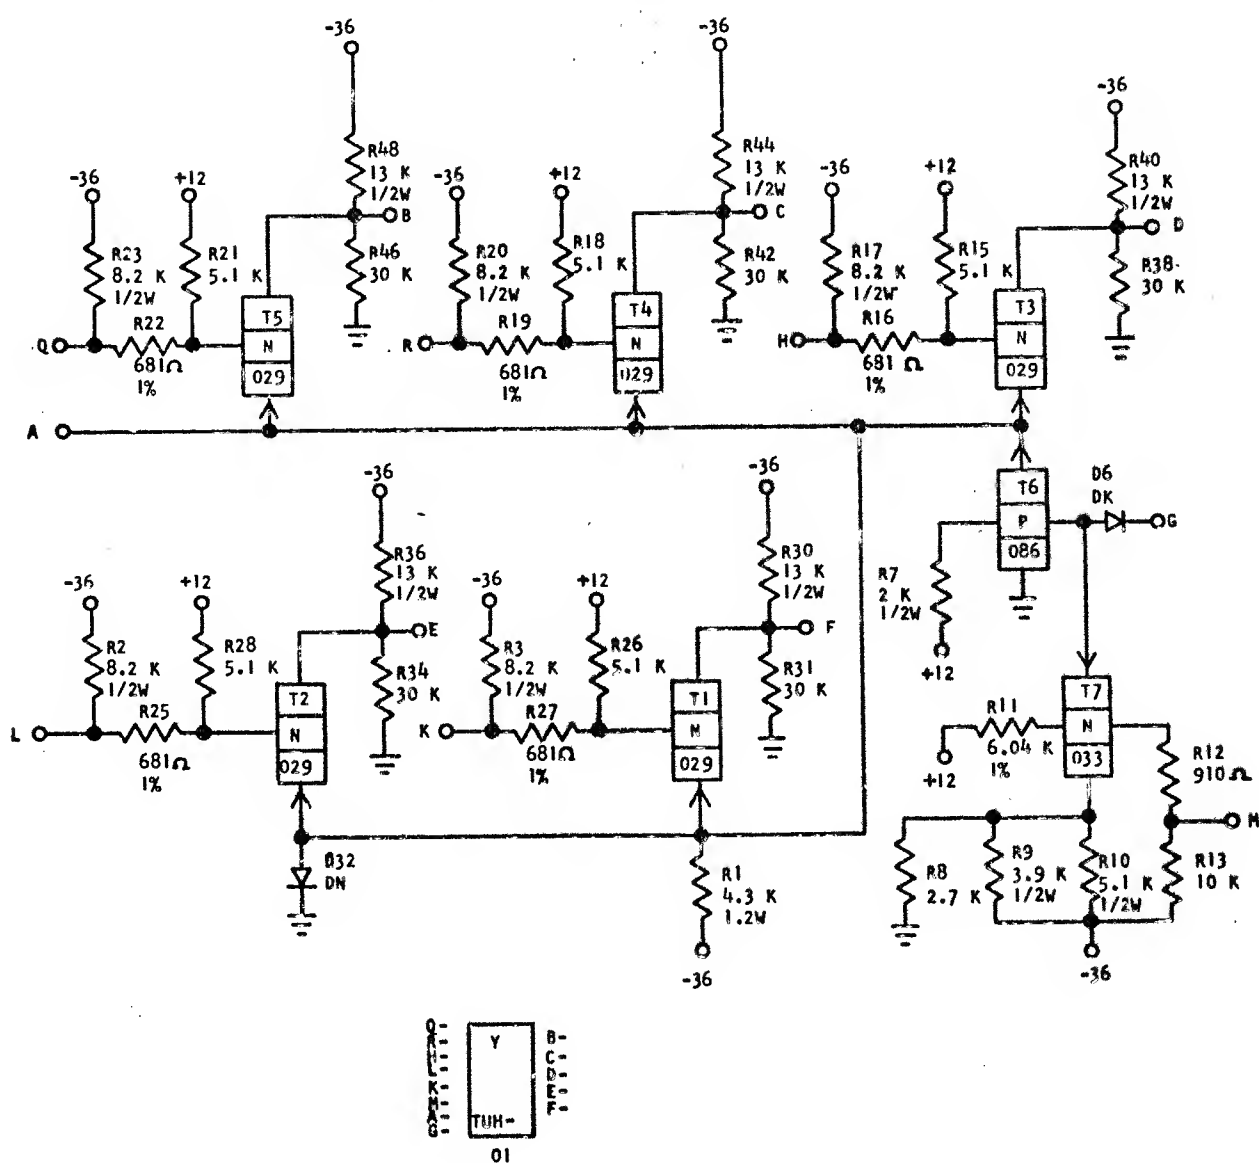 -36
-36
-36
R48
13 K
1/2W
R44
13 K
1/2W
R40
13 K
1/2W
-36
+12
-36
+12
-36
+12
B
C
D
R23
8.2 K
1/2W
R21
5.1 K
R46
30 K
R20
8.2 K
1/2W
R18
5.1 K
R42
30 K
R17
8.2 K
1/2W
R15
5.1 K
R38
30 K
Q
R22
681Ω
1%
T5
N
029
R
R19
681Ω
1%
T4
N
029
H
R16
681 Ω
1%
T3
N
029
A
-36
-36
T6
P
086
D6
DK
G
R36
13 K
1/2W
R30
13 K
1/2W
R7
2 K
1/2W
+12
-36
+12
-36
+12
E
F
R2
8.2 K
1/2W
R28
5.1 K
R34
30 K
R3
8.2 K
1/2W
R26
5.1 K
R31
30 K
L
R25
681Ω
1%
T2
N
029
K
R27
681Ω
1%
T1
M
029
R11
6.04 K
1%
+12
T7
N
033
R12
910Ω
M
D32
DN
R1
4.3 K
1.2W
-36
R8
2.7 K
R9
3.9 K
1/2W
R10
5.1 K
1/2W
R13
10 K
-36
Y
B-
C-
D-
K-
E-
F-
G-
TUH-
01